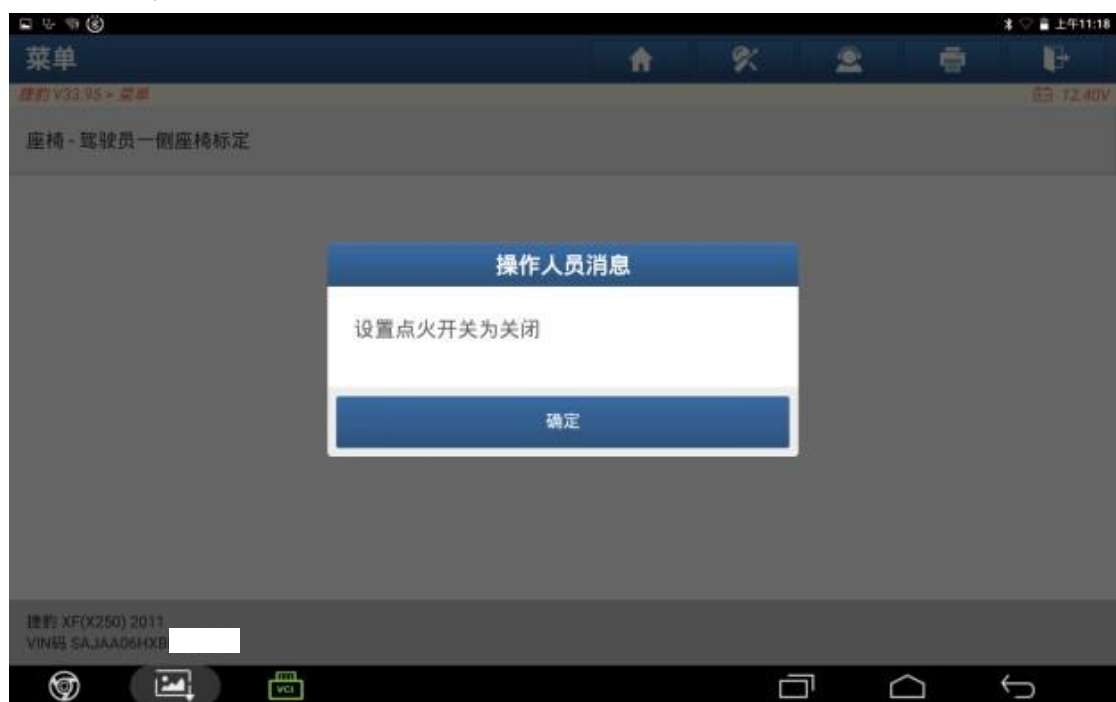 上午11:18
菜单
捷豹 V33.95 > 菜单
12.40V
座椅 - 驾驶员一侧座椅标定
操作人员消息
设置点火开关为关闭
确定
捷豹 XF(X250) 2011
VIN码 SAJAA06HXB
VCI